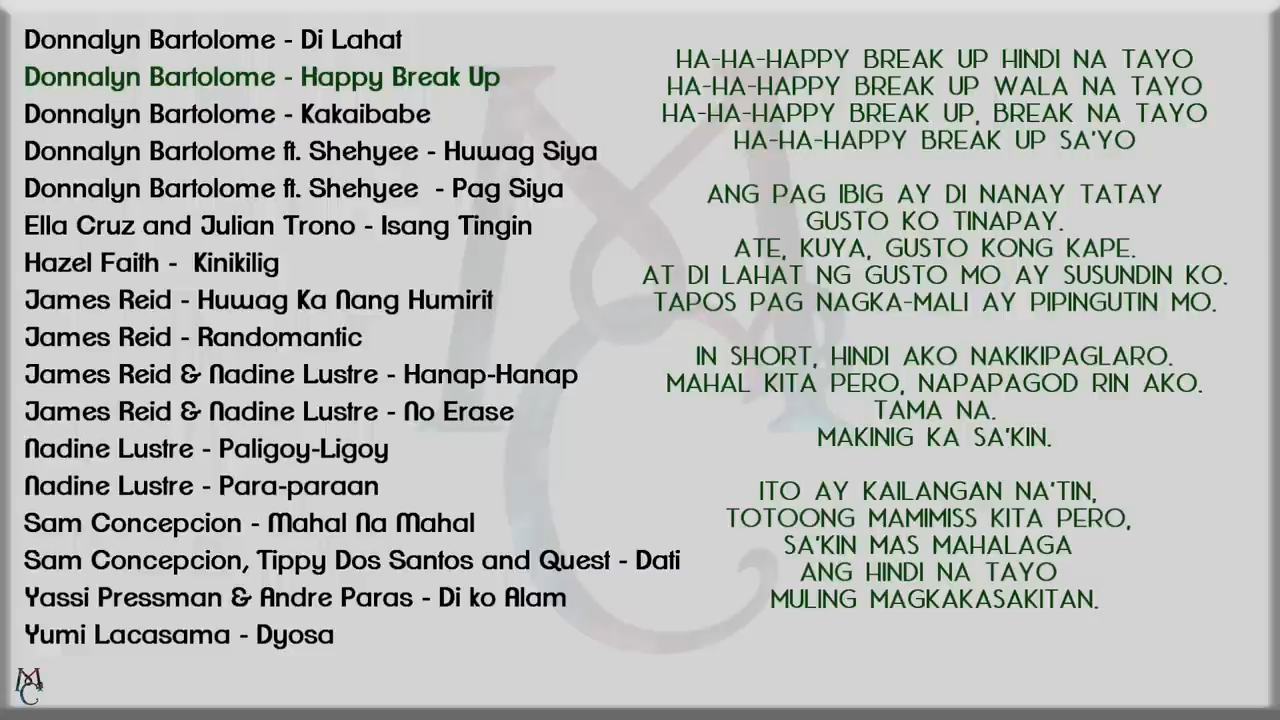 Donnalyn Bartolome - Di Lahat
Donnalyn Bartolome - Happy Break Up
Donnalyn Bartolome - Kakaibabe
Donnalyn Bartolome ft. Shehyee - Huwag Siya
Donnalyn Bartolome ft. Shehyee  - Pag Siya
Ella Cruz and Julian Trono - Isang Tingin
Hazel Faith -  Kinikilig
James Reid - Huwag Ka Nang Humirit
James Reid - Randomantic
James Reid & Nadine Lustre - Hanap-Hanap
James Reid & Nadine Lustre - No Erase
Nadine Lustre - Paligoy-Ligoy
Nadine Lustre - Para-paraan
Sam Concepcion - Mahal Na Mahal
Sam Concepcion, Tippy Dos Santos and Quest - Dati
Yassi Pressman & Andre Paras - Di ko Alam
Yumi Lacasama - Dyosa
HA-HA-HAPPY BREAK UP HINDI NA TAYO
HA-HA-HAPPY BREAK UP WALA NA TAYO
HA-HA-HAPPY BREAK UP, BREAK NA TAYO
HA-HA-HAPPY BREAK UP SA'YO
ANG PAG IBIG AY DI NANAY TATAY
GUSTO KO TINAPAY.
ATE, KUYA, GUSTO KONG KAPE.
AT DI LAHAT NG GUSTO MO AY SUSUNDIN KO.
TAPOS PAG NAGKA-MALI AY PIPINGUTIN MO.
IN SHORT, HINDI AKO NAKIKIPAGLARO.
MAHAL KITA PERO, NAPAPAGOD RIN AKO.
TAMA NA.
MAKINIG KA SA'KIN.
ITO AY KAILANGAN NA'TIN,
TOTOONG MAMIMISS KITA PERO,
SA'KIN MAS MAHALAGA
ANG HINDI NA TAYO
MULING MAGKAKASAKITAN.